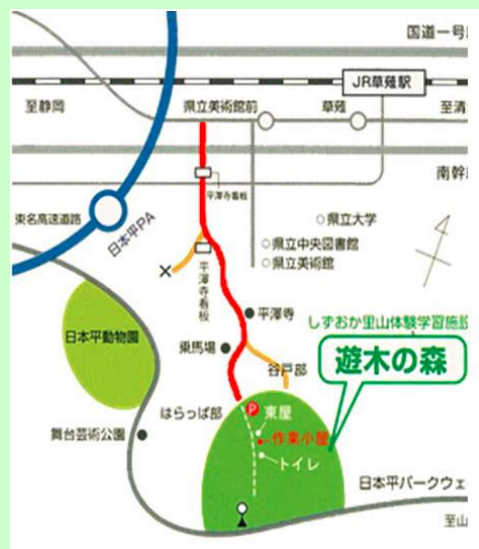 国道一号
JR草薙駅
至静岡
県立美術館前
草薙
至清
南幹
平澤寺看板
東名高速道路
日本平PA
県立大学
県立中央図書館
県立美術館
平澤寺看板
平澤寺
しずおか里山体験学習施設
日本平動物園
乗馬場
谷戸部
遊木の森
はらっぱ部
P
東屋
作業小屋
舞台芸術公園
トイレ
日本平パークウェ
至山